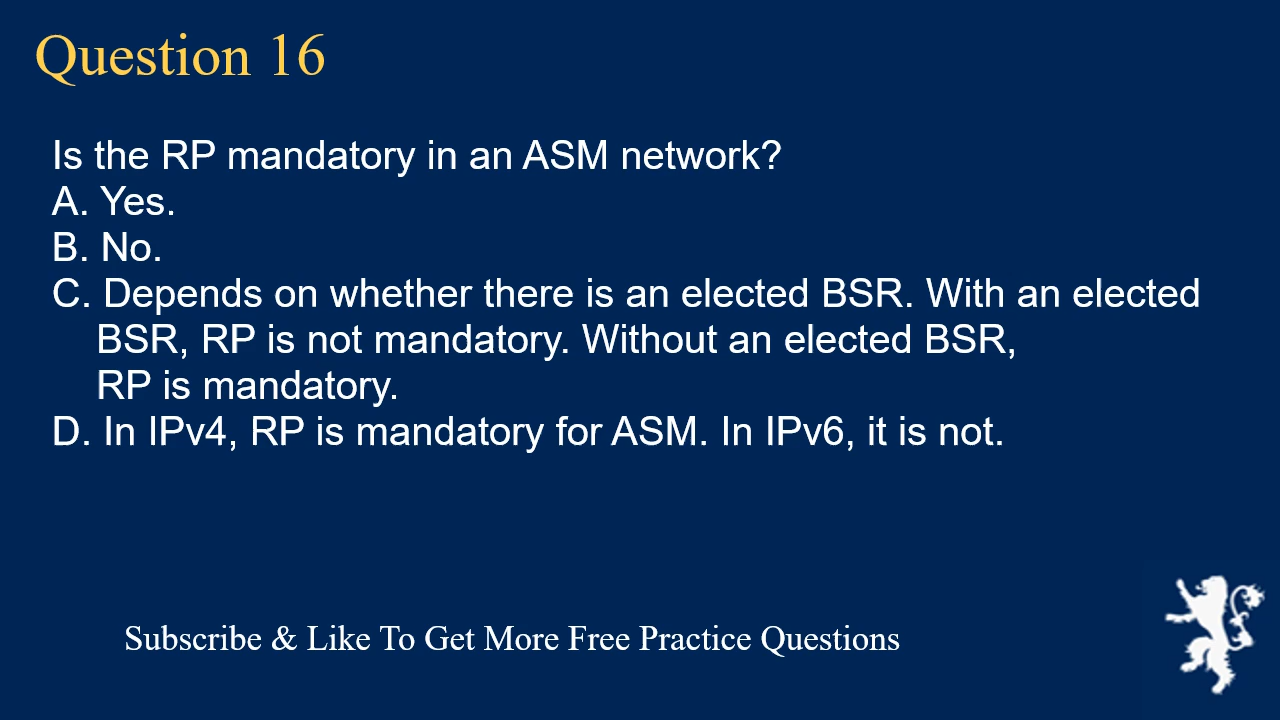 Question 16
Is the RP mandatory in an ASM network?
A. Yes.
B. No.
C. Depends on whether there is an elected BSR. With an elected
BSR, RP is not mandatory. Without an elected BSR,
RP is mandatory.
D. In IPv4, RP is mandatory for ASM. In IPv6, it is not.
Subscribe & Like To Get More Free Practice Questions